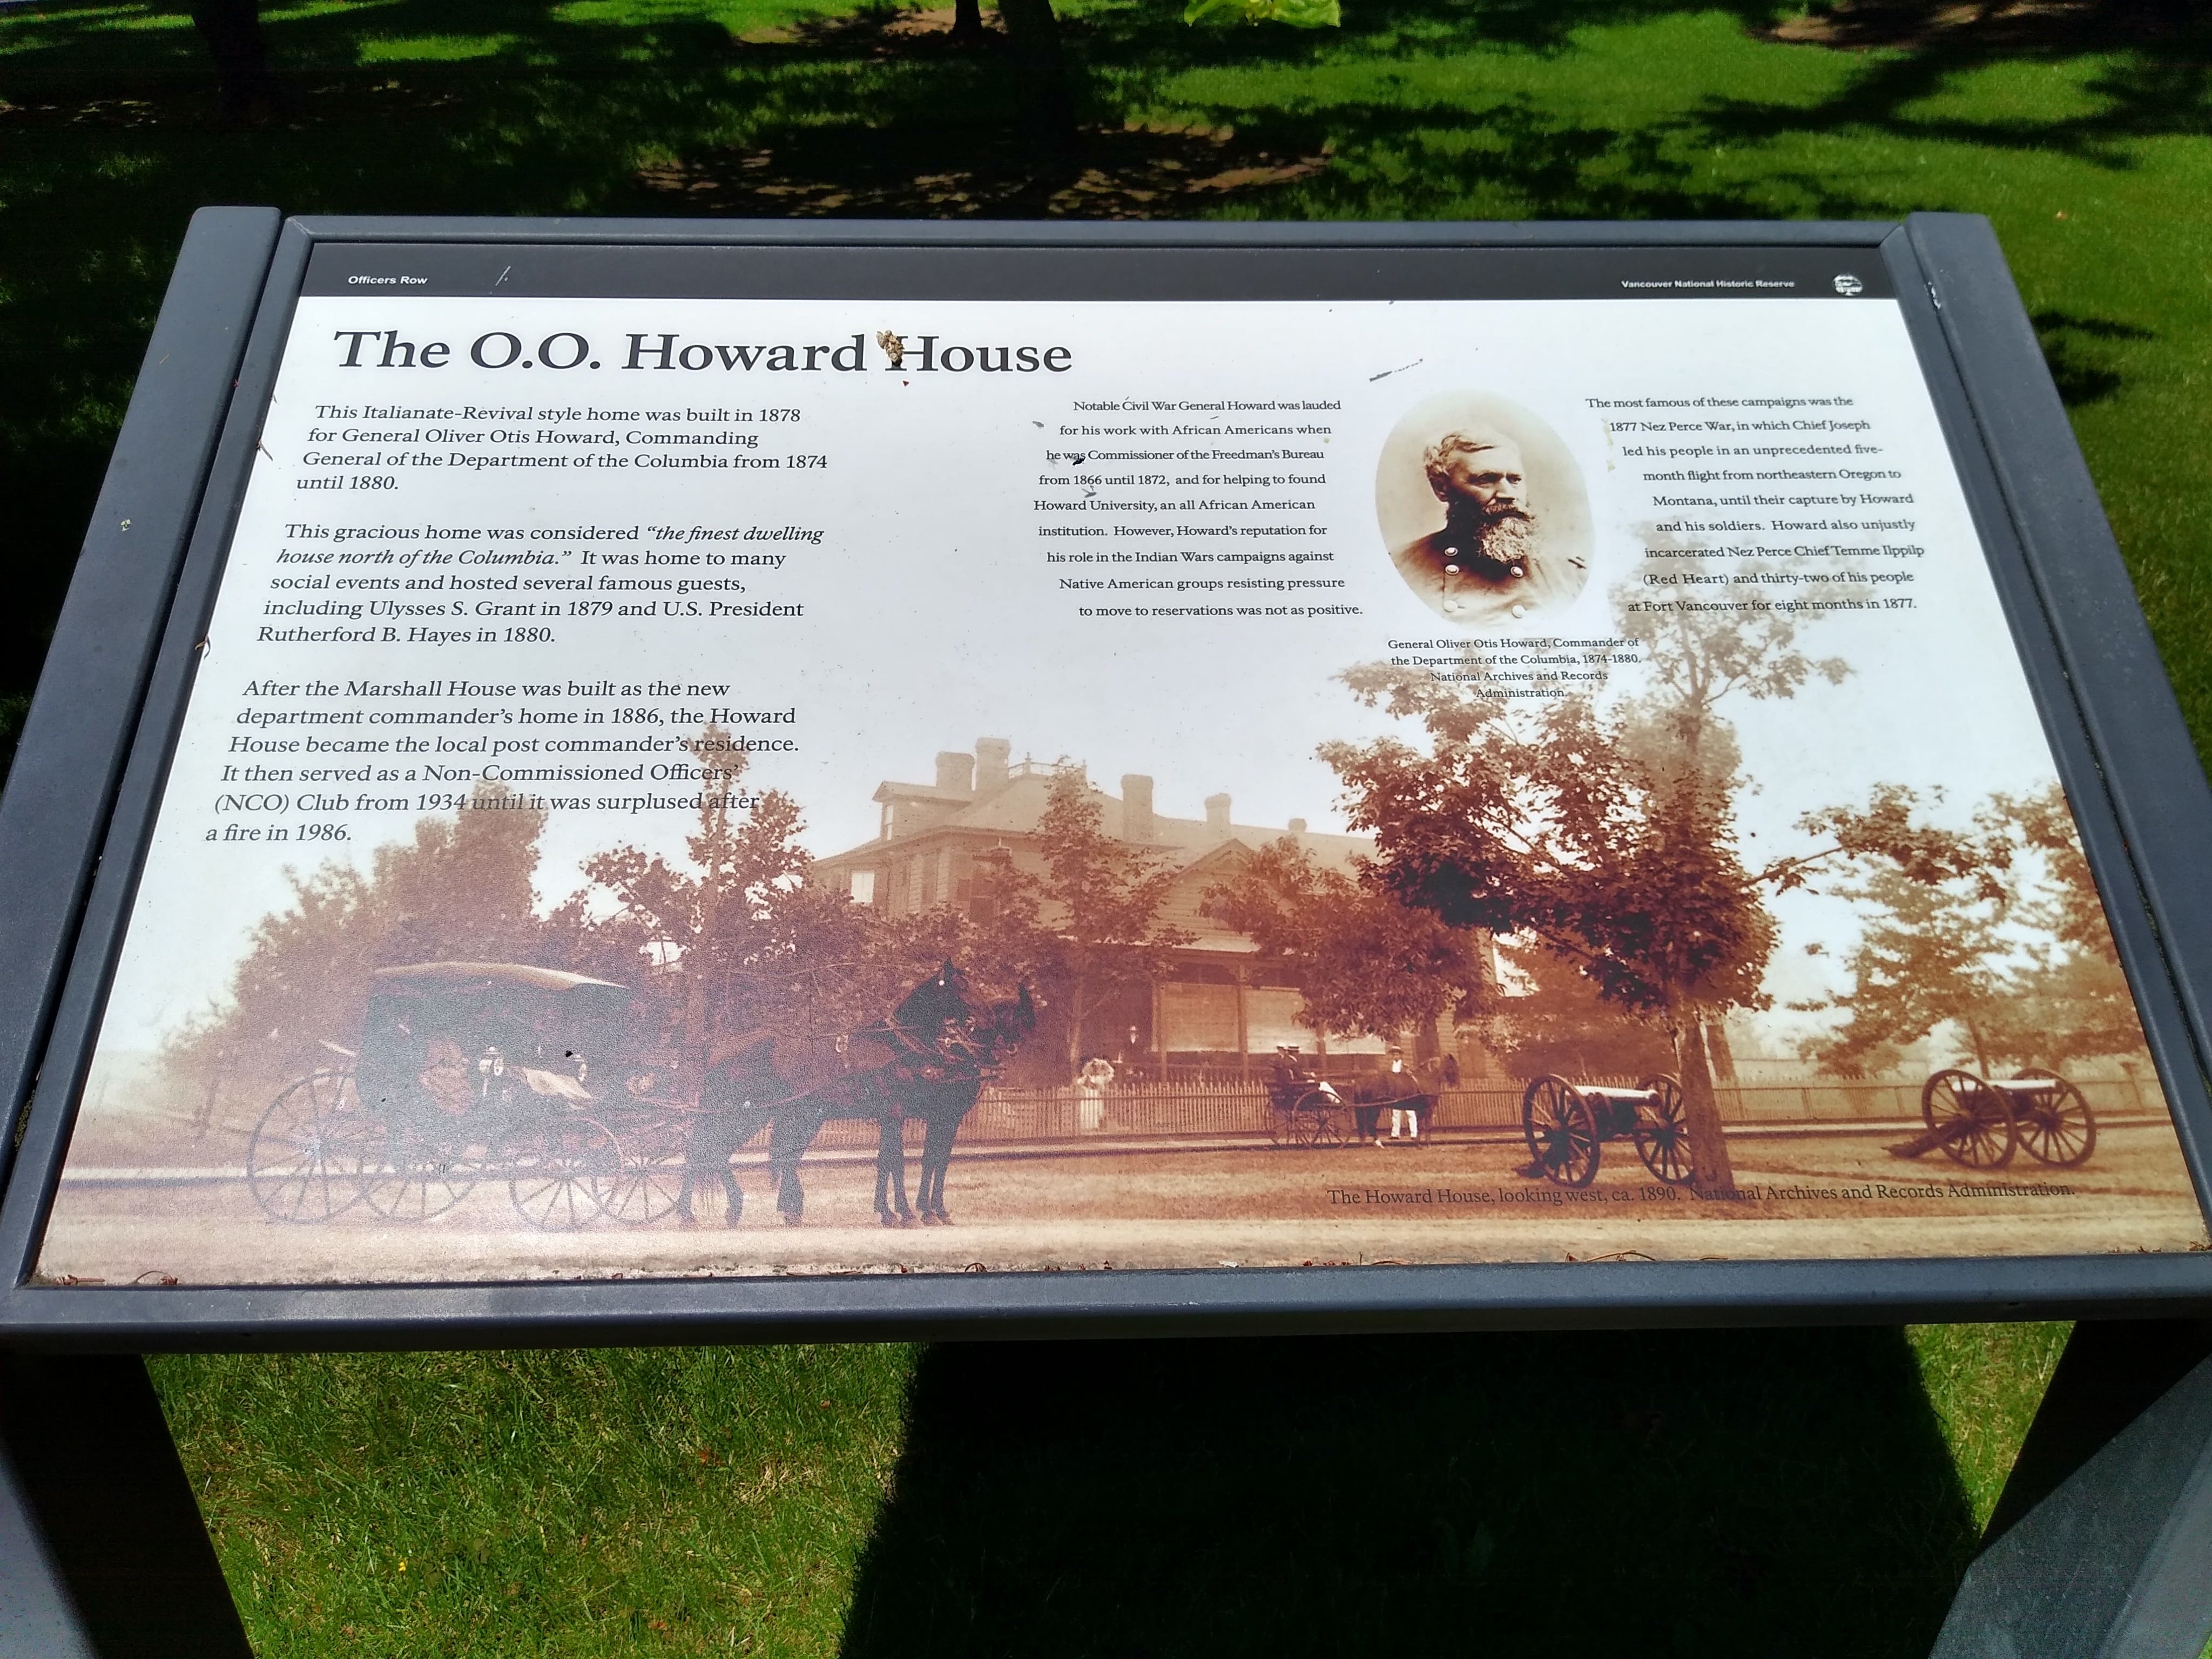 Officers Row
Vancouver National Historic Reserve
The O.O. Howard House
This Italianate-Revival style home was built in 1878
for General Oliver Otis Howard, Commanding
General of the Department of the Columbia from 1874
until 1880.
This gracious home was considered “the finest dwelling
house north of the Columbia.” It was home to many
social events and hosted several famous guests,
including Ulysses S. Grant in 1879 and U.S. President
Rutherford B. Hayes in 1880.
After the Marshall House was built as the new
department commander’s home in 1886, the Howard
House became the local post commander’s residence.
It then served as a Non-Commissioned Officers’
(NCO) Club from 1934 until it was surplused after
a fire in 1986.
Notable Civil War General Howard was lauded
for his work with African Americans when
he was Commissioner of the Freedman’s Bureau
from 1866 until 1872, and for helping to found
Howard University, an all African American
institution. However, Howard’s reputation for
his role in the Indian Wars campaigns against
Native American groups resisting pressure
to move to reservations was not as positive.
The most famous of these campaigns was the
1877 Nez Perce War, in which Chief Joseph
led his people in an unprecedented five-
month flight from northeastern Oregon to
Montana, until their capture by Howard
and his soldiers. Howard also unjustly
incarcerated Nez Perce Chief Temme Ilppilp
(Red Heart) and thirty-two of his people
at Fort Vancouver for eight months in 1877.
General Oliver Otis Howard, Commander of
the Department of the Columbia, 1874-1880,
National Archives and Records
Administration.
The Howard House, looking west, ca. 1890. National Archives and Records Administration.